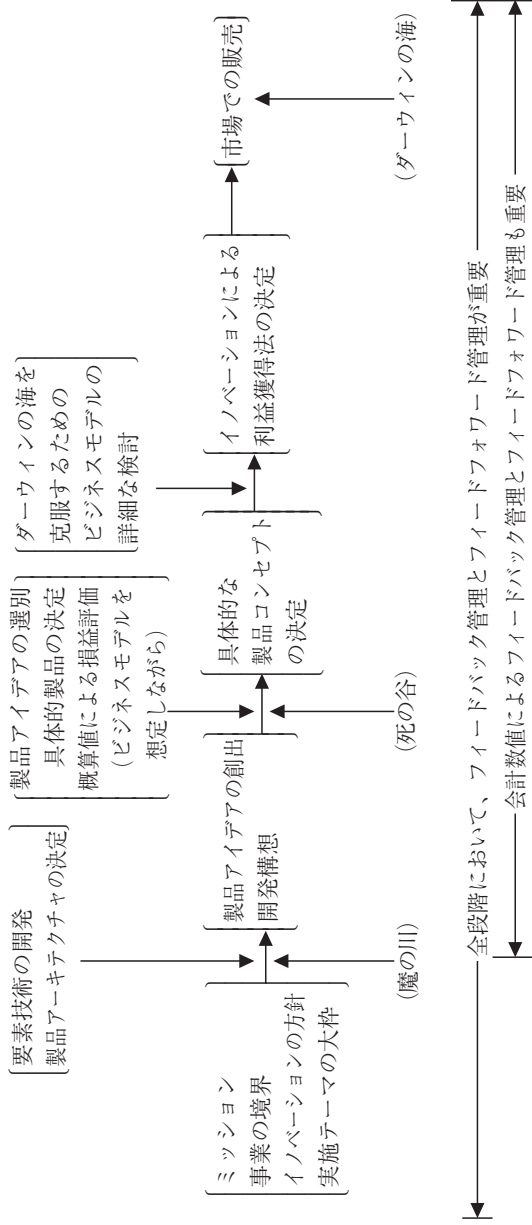 要素技術の開発
製品アーキテクチャの決定
製品アイデアの選別
具体的製品の決定
概算値による損益評価
(ビジネスモデルを
想定しながら)
ダーウィンの海を
克服するための
ビジネスモデルの
詳細な検討
ミッション
事業の境界
イノベーションの方針
実施テーマの大枠
製品アイデアの創出
開発構想
具体的な
製品コンセプト
の決定
イノベーションによる
利益獲得法の決定
市場での販売
(魔の川)
(死の谷)
(ダーウィンの海)
全段階において、フィードバック管理とフィードフォワード管理が重要
会計数値によるフィードバック管理とフィードフォワード管理も重要